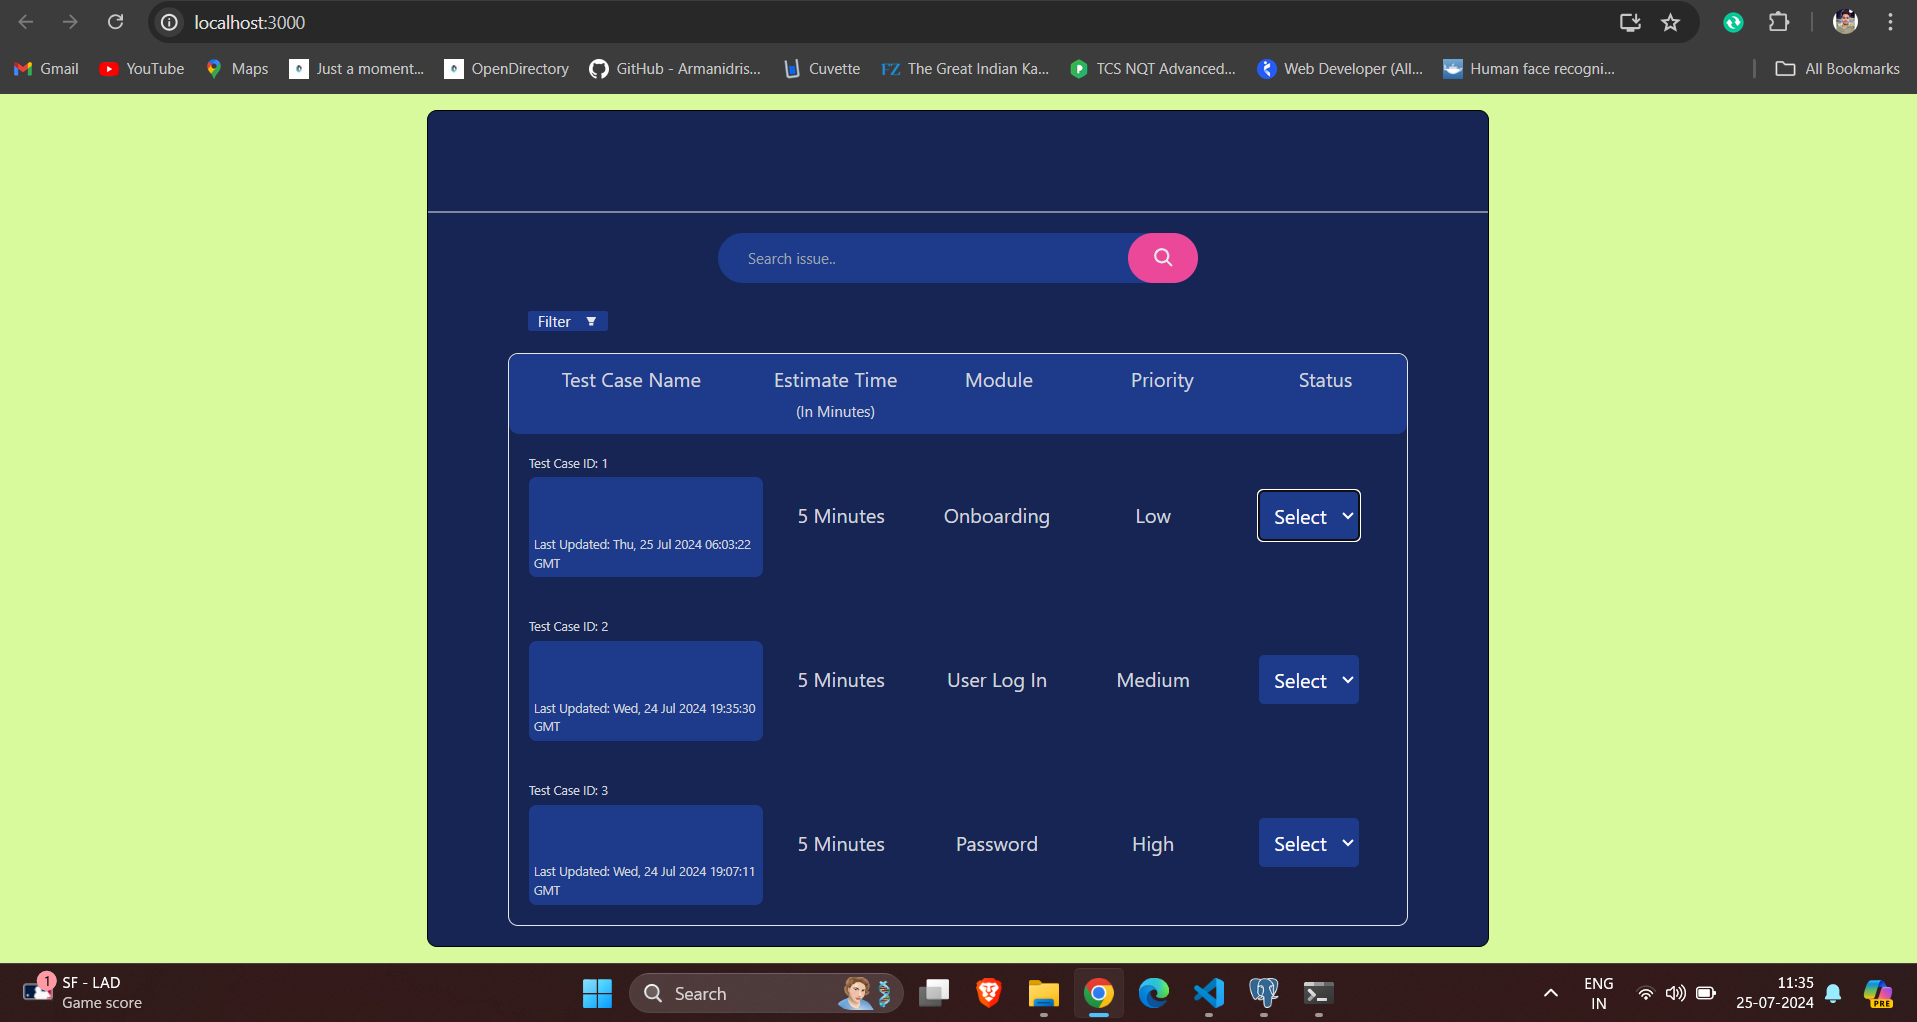 localhost:3000
Gmail YouTube Maps Just a moment... OpenDirectory GitHub - Armanidris... Cuvette The Great Indian Ka... TCS NQT Advanced... Web Developer (All... Human face recogni... All Bookmarks
FZ
Search issue..
Filter
Test Case Name Estimate Time Module Priority Status
(In Minutes)
Test Case ID: 1
5 Minutes Onboarding Low Select
Last Updated: Thu, 25 Jul 2024 06:03:22
GMT
Test Case ID: 2
5 Minutes User Log In Medium Select
Last Updated: Wed, 24 Jul 2024 19:35:30
GMT
Test Case ID: 3
5 Minutes Password High Select
Last Updated: Wed, 24 Jul 2024 19:07:11
GMT
1
SF - LAD
Game score
Search
ENG
IN
11:35
25-07-2024
PRE